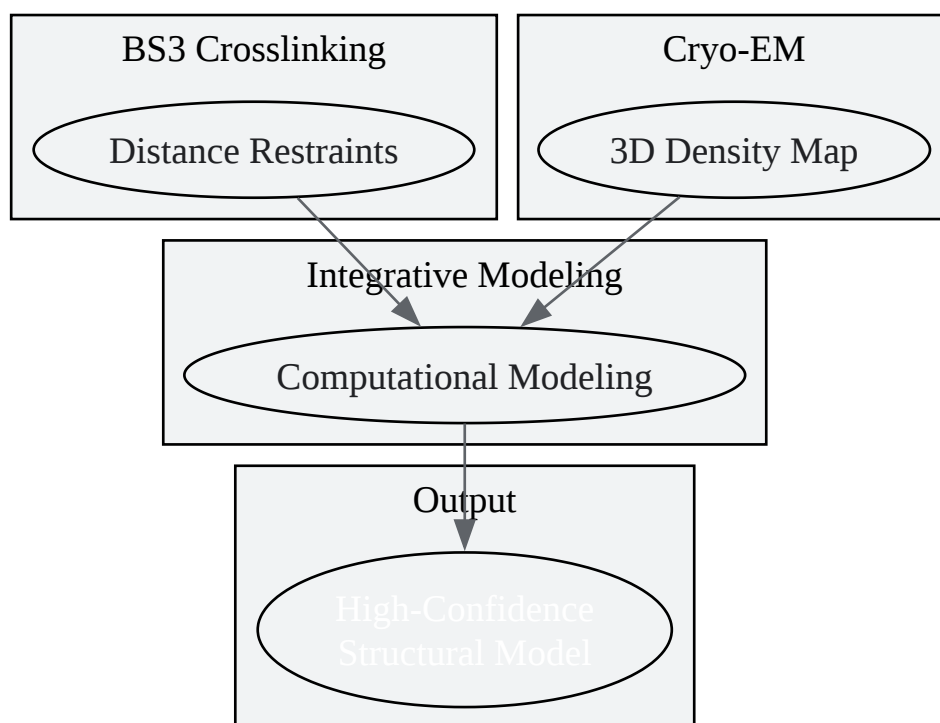 BS3 Crosslinking
Cryo-EM
Distance Restraints
3D Density Map
Integrative Modeling
Computational Modeling
Output
High-Confidence
Structural Model